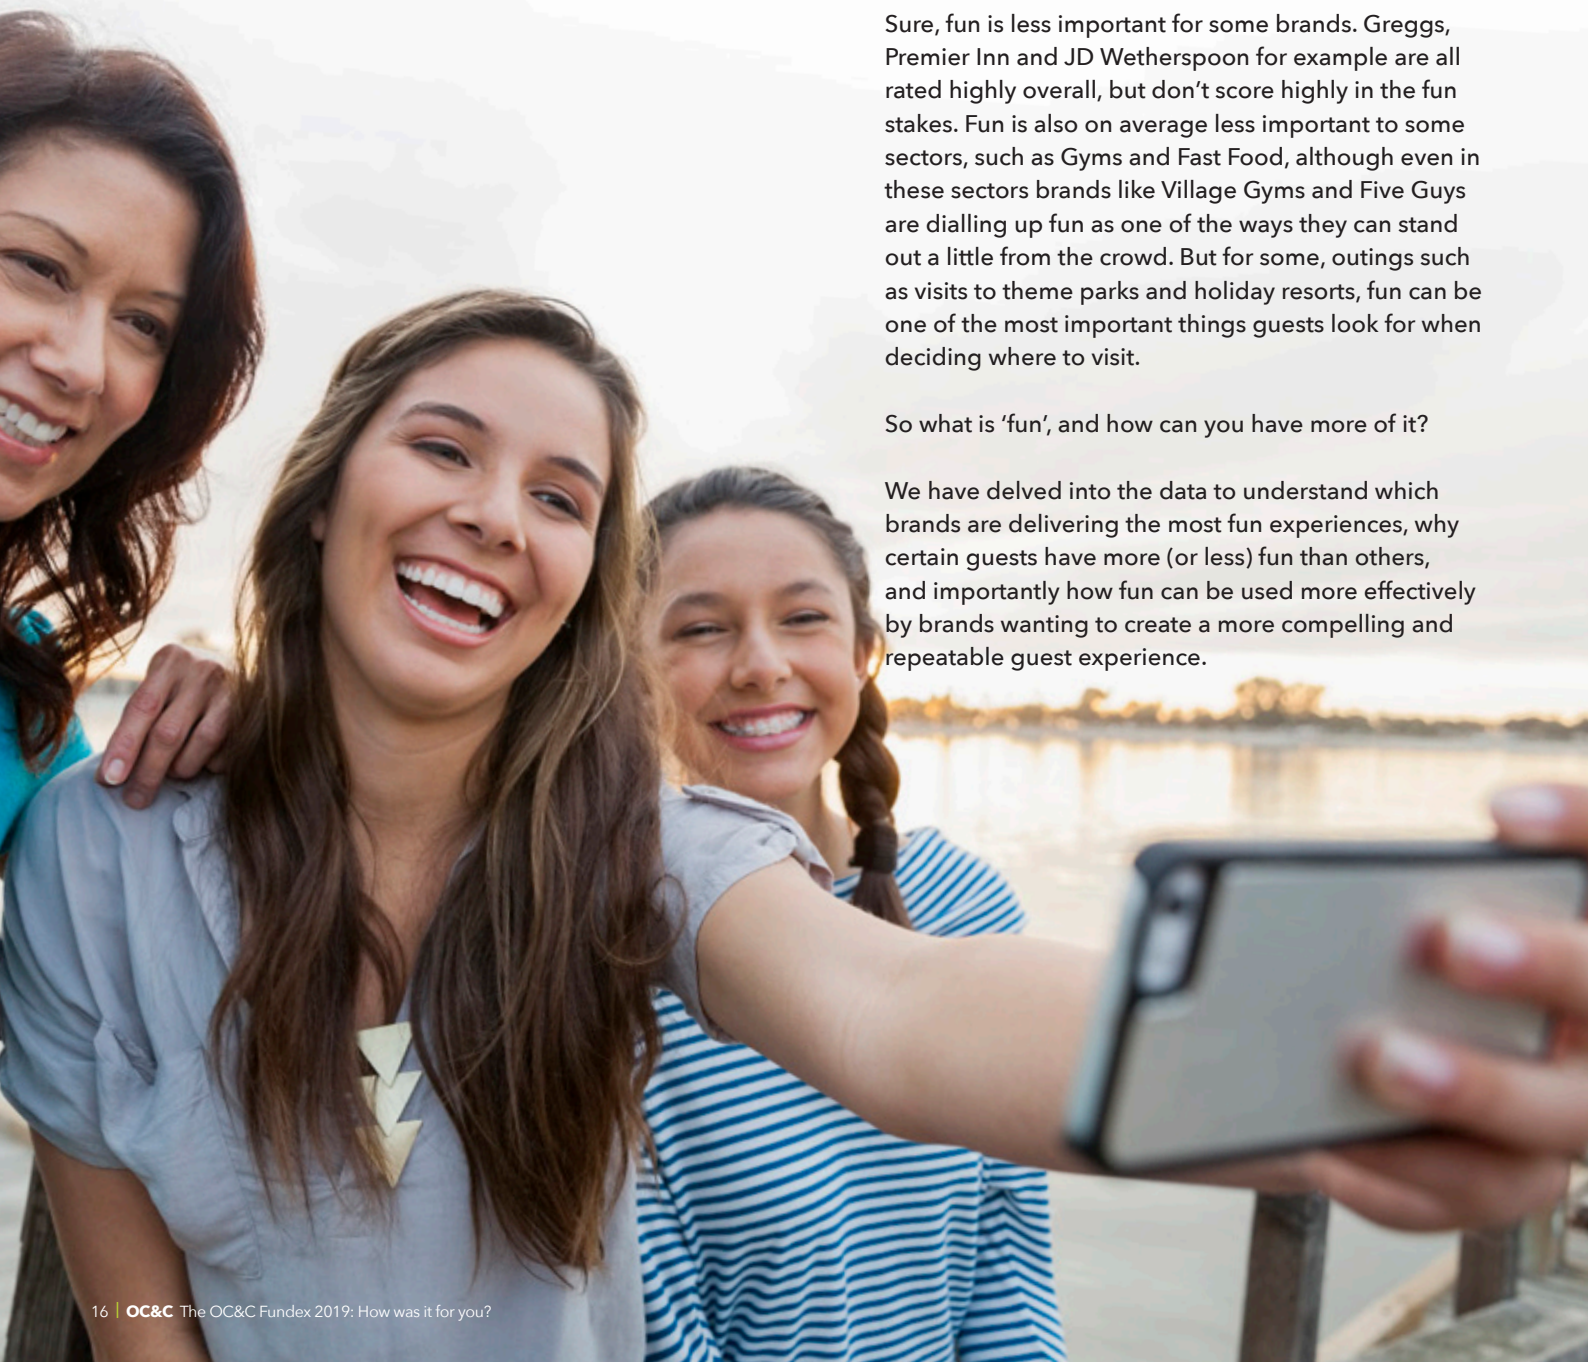 Sure, fun is less important for some brands. Greggs,
Premier Inn and JD Wetherspoon for example are all
rated highly overall, but don’t score highly in the fun
stakes. Fun is also on average less important to some
sectors, such as Gyms and Fast Food, although even in
these sectors brands like Village Gyms and Five Guys
are dialling up fun as one of the ways they can stand
out a little from the crowd. But for some, outings such
as visits to theme parks and holiday resorts, fun can be
one of the most important things guests look for when
deciding where to visit.
So what is ‘fun’, and how can you have more of it?
We have delved into the data to understand which
brands are delivering the most fun experiences, why
certain guests have more (or less) fun than others,
and importantly how fun can be used more effectively
by brands wanting to create a more compelling and
repeatable guest experience.
16 | OC&C The OC&C Fundex 2019: How was it for you?